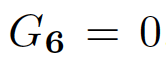 G₆ = 0